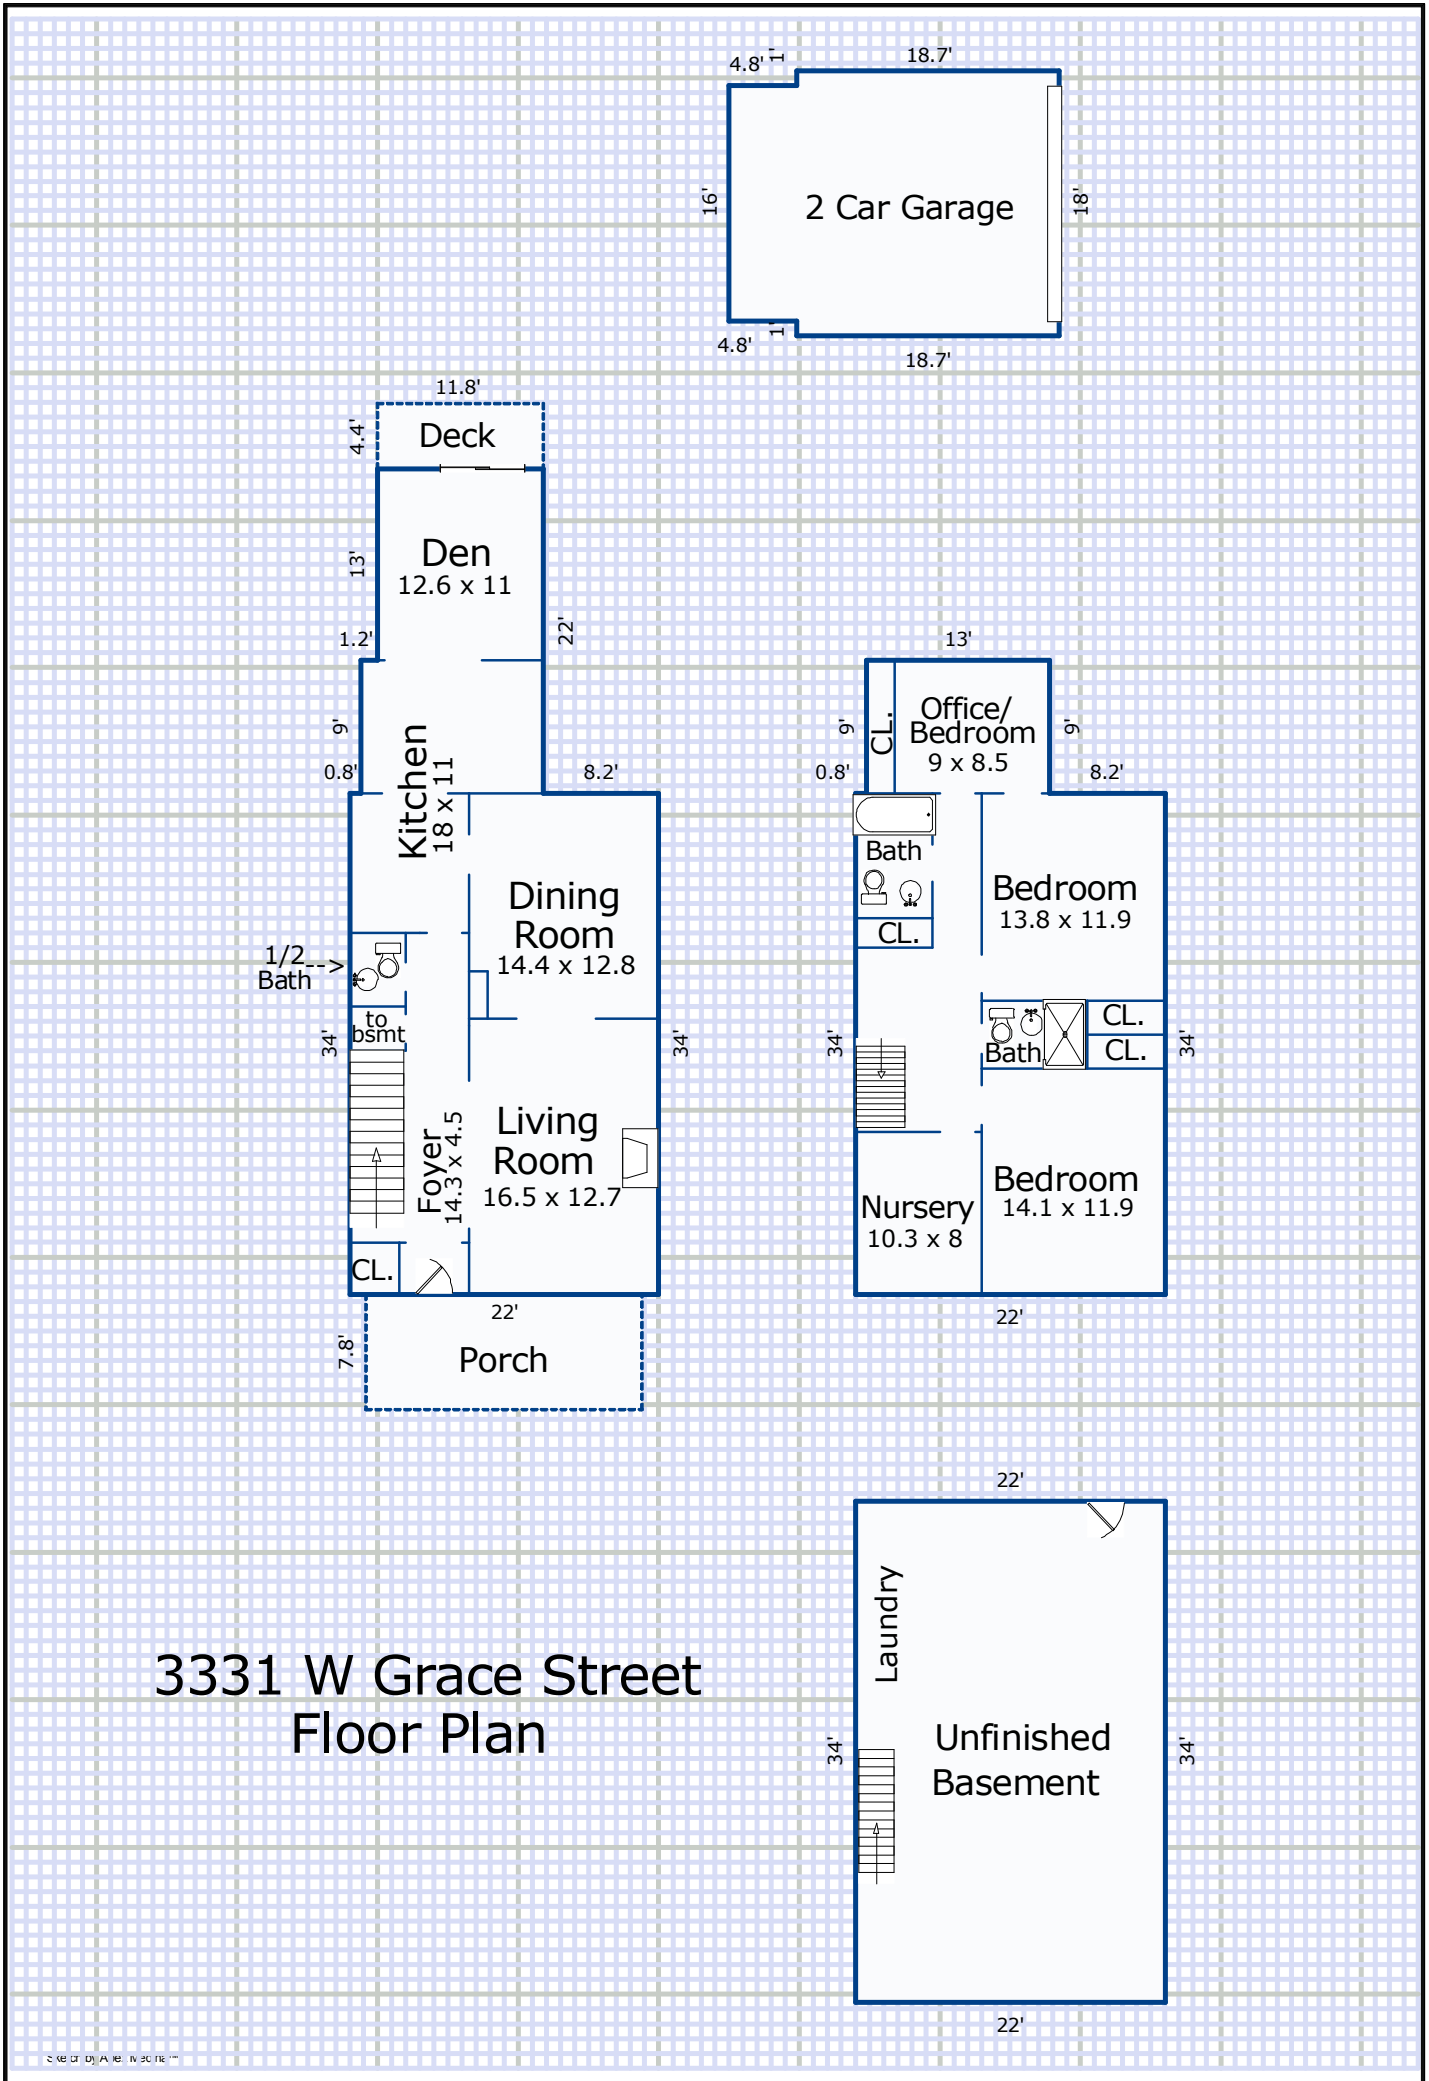 4.8'
1'
18.7'
16'
2 Car Garage
18'
4.8'
1'
18.7'
11.8'
4.4'
Deck
13'
Den
12.6 x 11
1.2'
22'
9'
0.8'
Kitchen
18 x 11
8.2'
Dining
Room
14.4 x 12.8
1/2
Bath
-->
to
bsmt
34'
34'
Foyer
14.3 x 4.5
Living
Room
16.5 x 12.7
CL.
22'
7.8'
Porch
13'
9'
CL.
Office/
Bedroom
9 x 8.5
9'
0.8'
8.2'
Bath
CL.
Bedroom
13.8 x 11.9
34'
Bath
CL.
CL.
34'
Nursery
10.3 x 8
Bedroom
14.1 x 11.9
22'
22'
Laundry
34'
Unfinished
Basement
34'
22'
3331 W Grace Street
Floor Plan